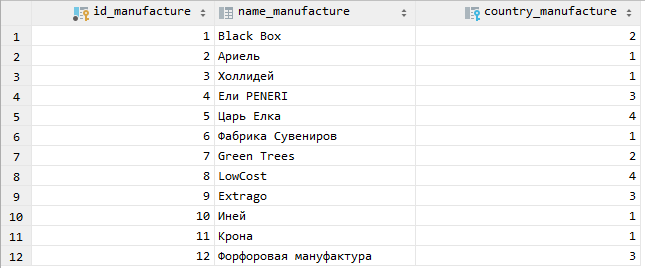 id_manufacture name_manufacture country_manufacture
1 1 Black Box 2
2 2 Ариель 1
3 3 Холлидей 1
4 4 Ели PENERI 3
5 5 Царь Елка 4
6 6 Фабрика Сувениров 1
7 7 Green Trees 2
8 8 LowCost 4
9 9 Extrago 3
10 10 Иней 1
11 11 Крона 1
12 12 Форфоровая мануфактура 3